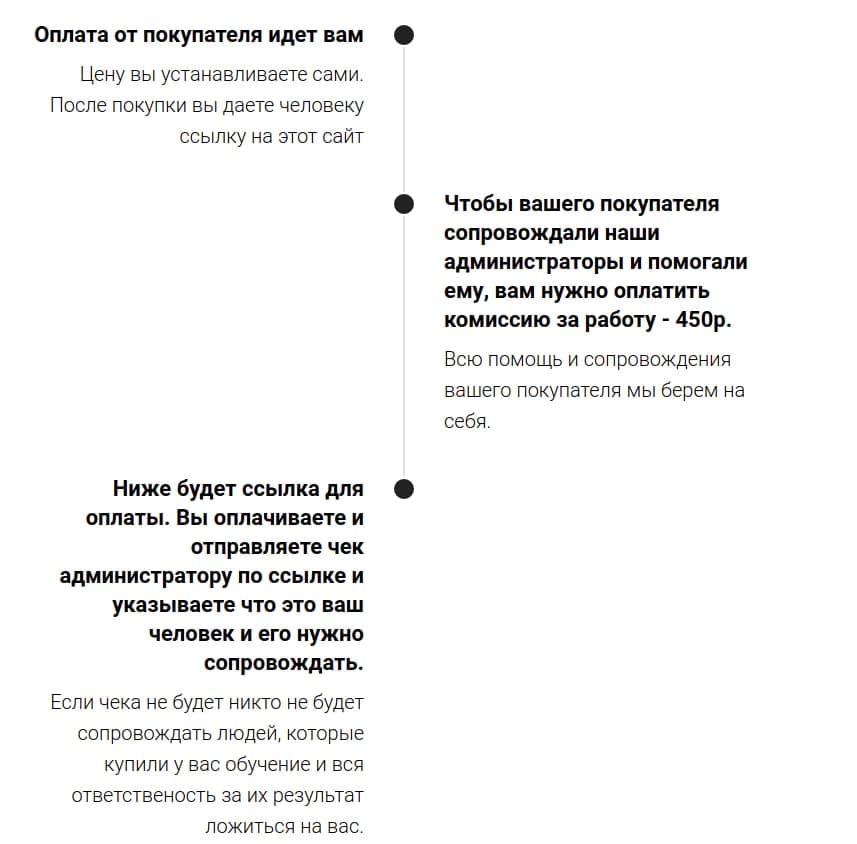 Оплата от покупателя идет вам
Цену вы устанавливаете сами.
После покупки вы даете человеку
ссылку на этот сайт
Чтобы вашего покупателя
сопровождали наши
администраторы и помогали
ему, вам нужно оплатить
комиссию за работу - 450р.
Всю помощь и сопровождения
вашего покупателя мы берем на
себя.
Ниже будет ссылка для
оплаты. Вы оплачиваете и
отправляете чек
администратору по ссылке и
указываете что это ваш
человек и его нужно
сопровождать.
Если чека не будет никто не будет
сопровождать людей, которые
купили у вас обучение и вся
ответственость за их результат
ложиться на вас.